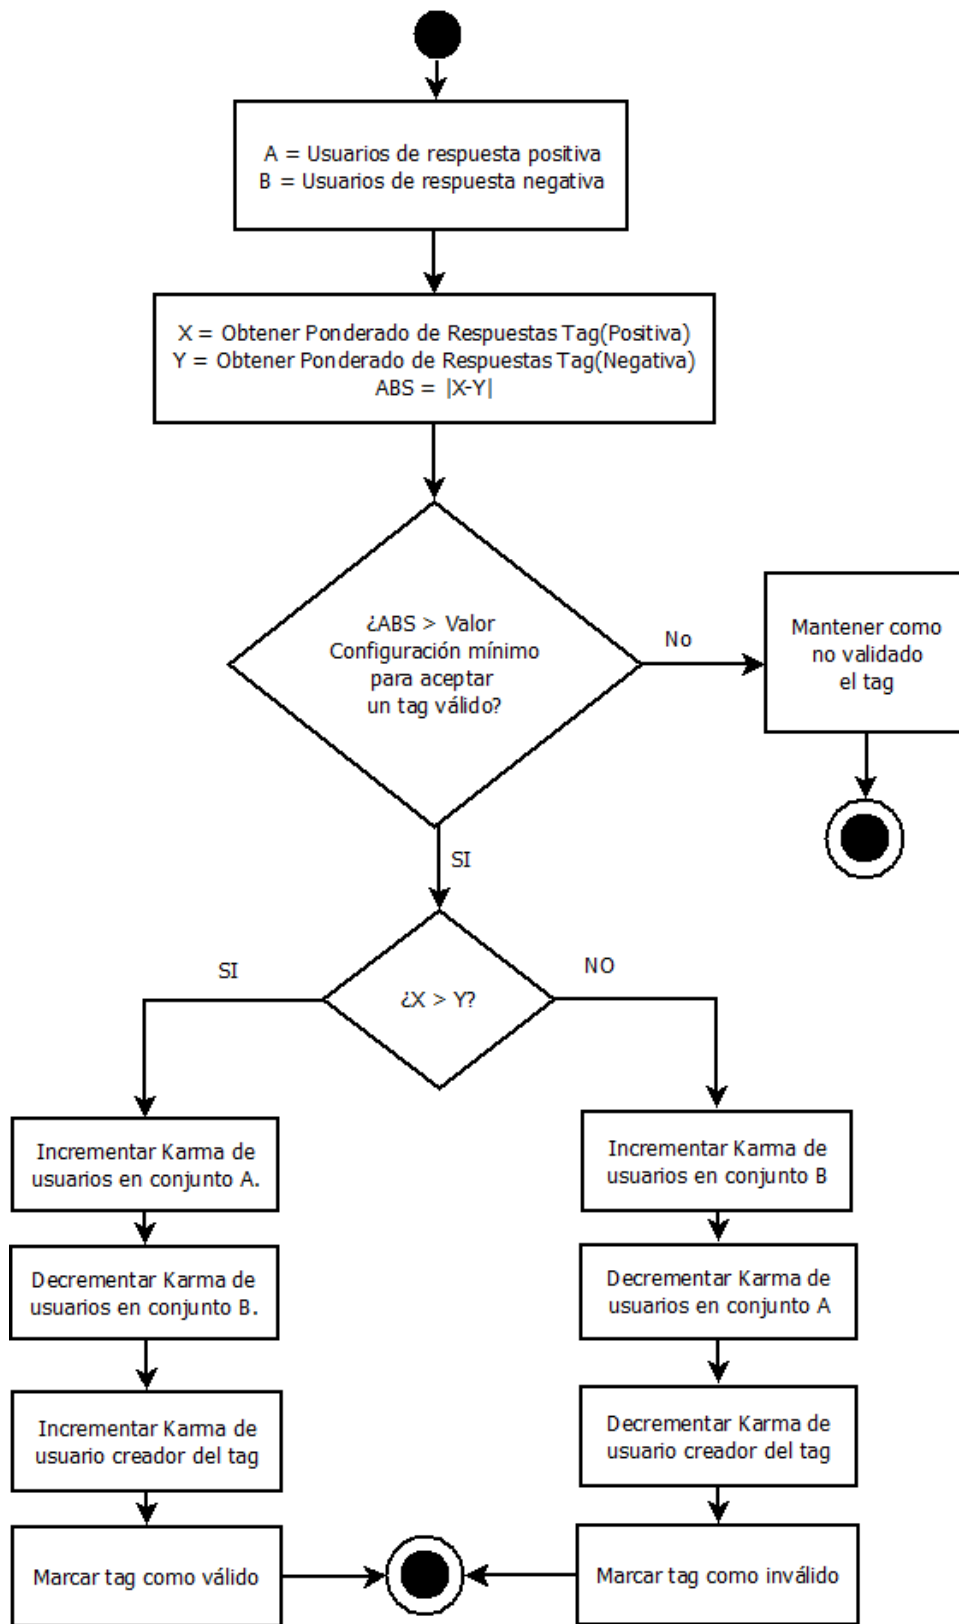 A = Usuarios de respuesta positiva
B = Usuarios de respuesta negativa
X = Obtener Ponderado de Respuestas Tag(Positiva)
Y = Obtener Ponderado de Respuestas Tag(Negativa)
ABS = |X-Y|
¿ABS > Valor
Configuración mínimo
para aceptar
un tag válido?
No
Mantener como
no validado
el tag
SI
SI
¿X > Y?
NO
Incrementar Karma de
usuarios en conjunto A.
Decrementar Karma de
usuarios en conjunto B.
Incrementar Karma de
usuario creador del tag
Marcar tag como válido
Incrementar Karma de
usuarios en conjunto B
Decrementar Karma de
usuarios en conjunto A
Decrementar Karma de
usuario creador del tag
Marcar tag como inválido